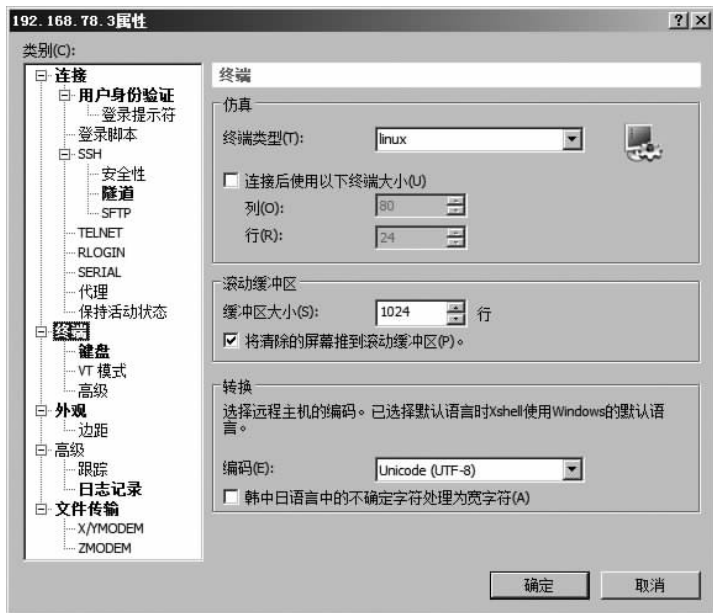 192.168.78.3属性
类别(C):
连接
用户身份验证
登录提示符
登录脚本
SSH
安全性
隧道
SFTP
TELNET
RLOGIN
SERIAL
代理
保持活动状态
终端
键盘
VT 模式
高级
外观
边距
高级
跟踪
日志记录
文件传输
X/YMODEM
ZMODEM
终端
仿真
终端类型(T): linux
连接后使用以下终端大小(U)
列(O): 80
行(R): 24
滚动缓冲区
缓冲区大小(S): 1024 行
将清除的屏幕推到滚动缓冲区(P)。
转换
选择远程主机的编码。已选择默认语言时Xshell使用Windows的默认语
言。
编码(E): Unicode (UTF-8)
韩中日语言中的不确定字符处理为宽字符(A)
确定 取消